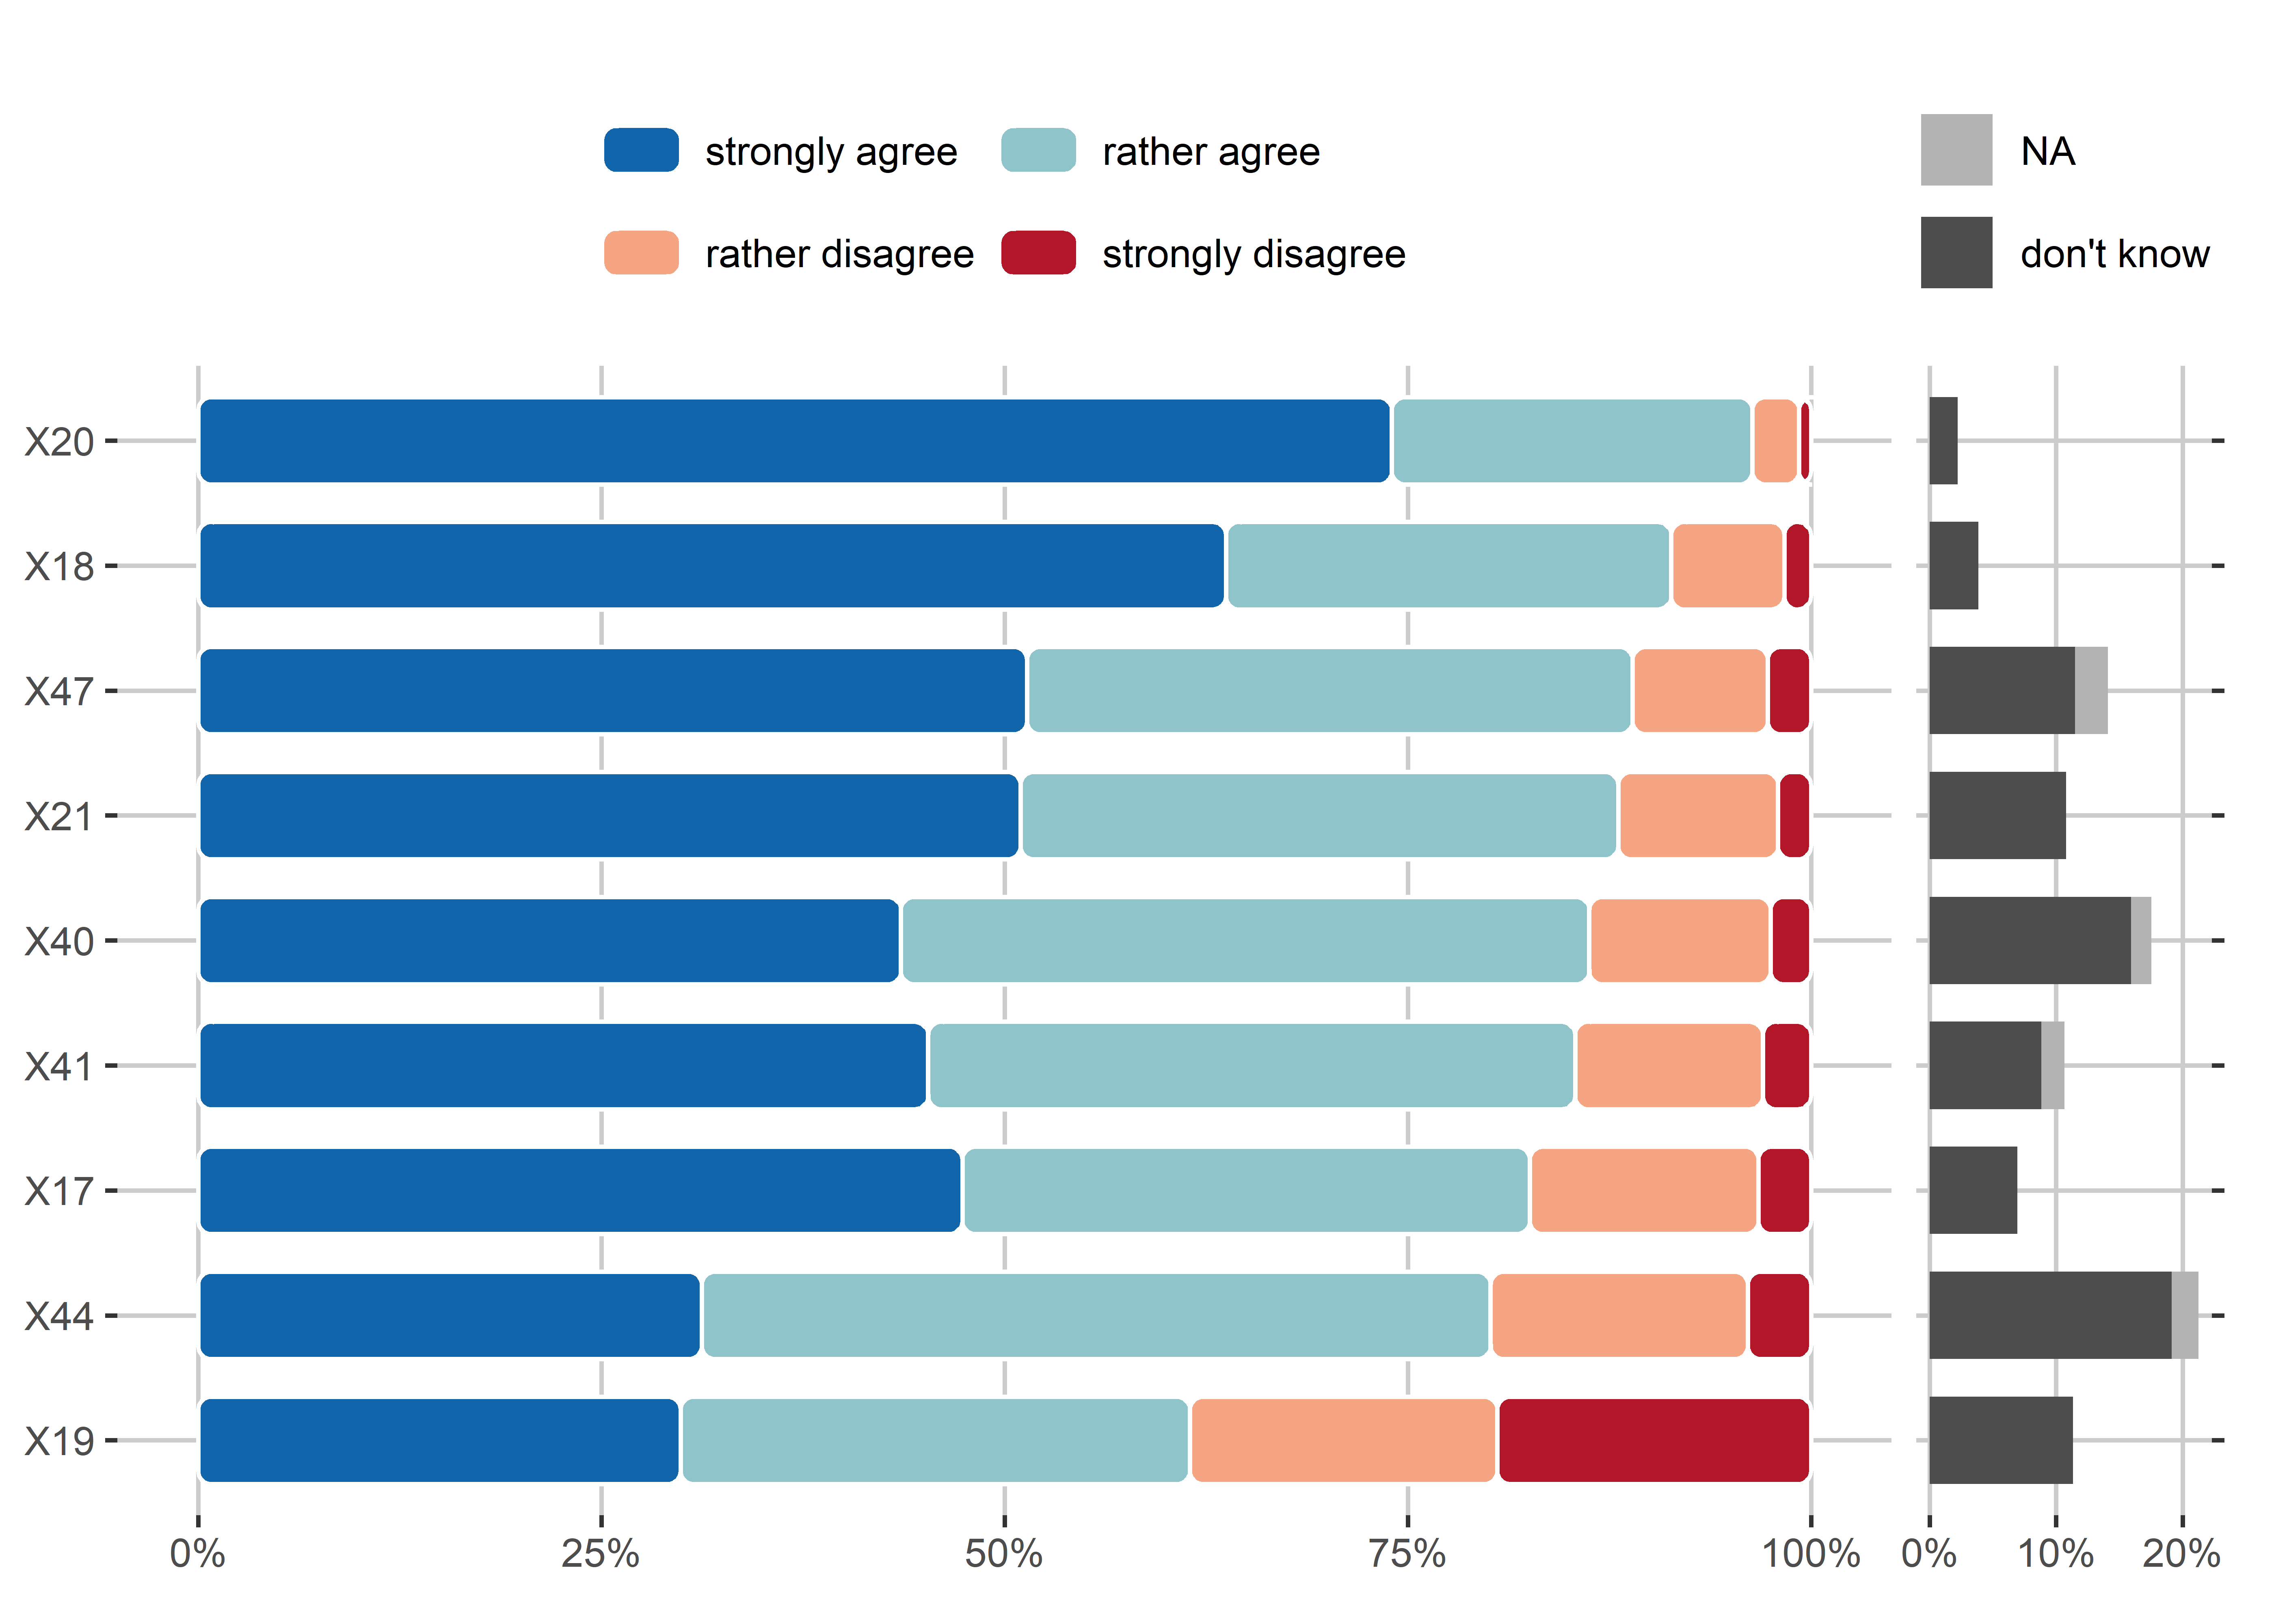 strongly agree
rather agree
NA
rather disagree
strongly disagree
don't know
X20
X18
X47
X21
X40
X41
X17
X44
X19
0% 25% 50% 75% 100% 0% 10% 20%